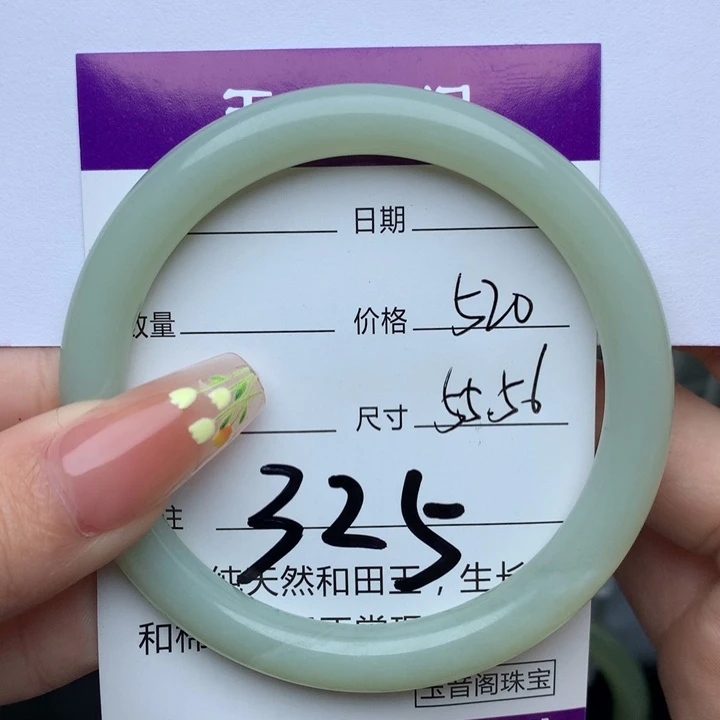 日期
数量 价格 520
尺寸 55.56
注 325
纯天然和田玉，生长
和
玉音阁珠宝